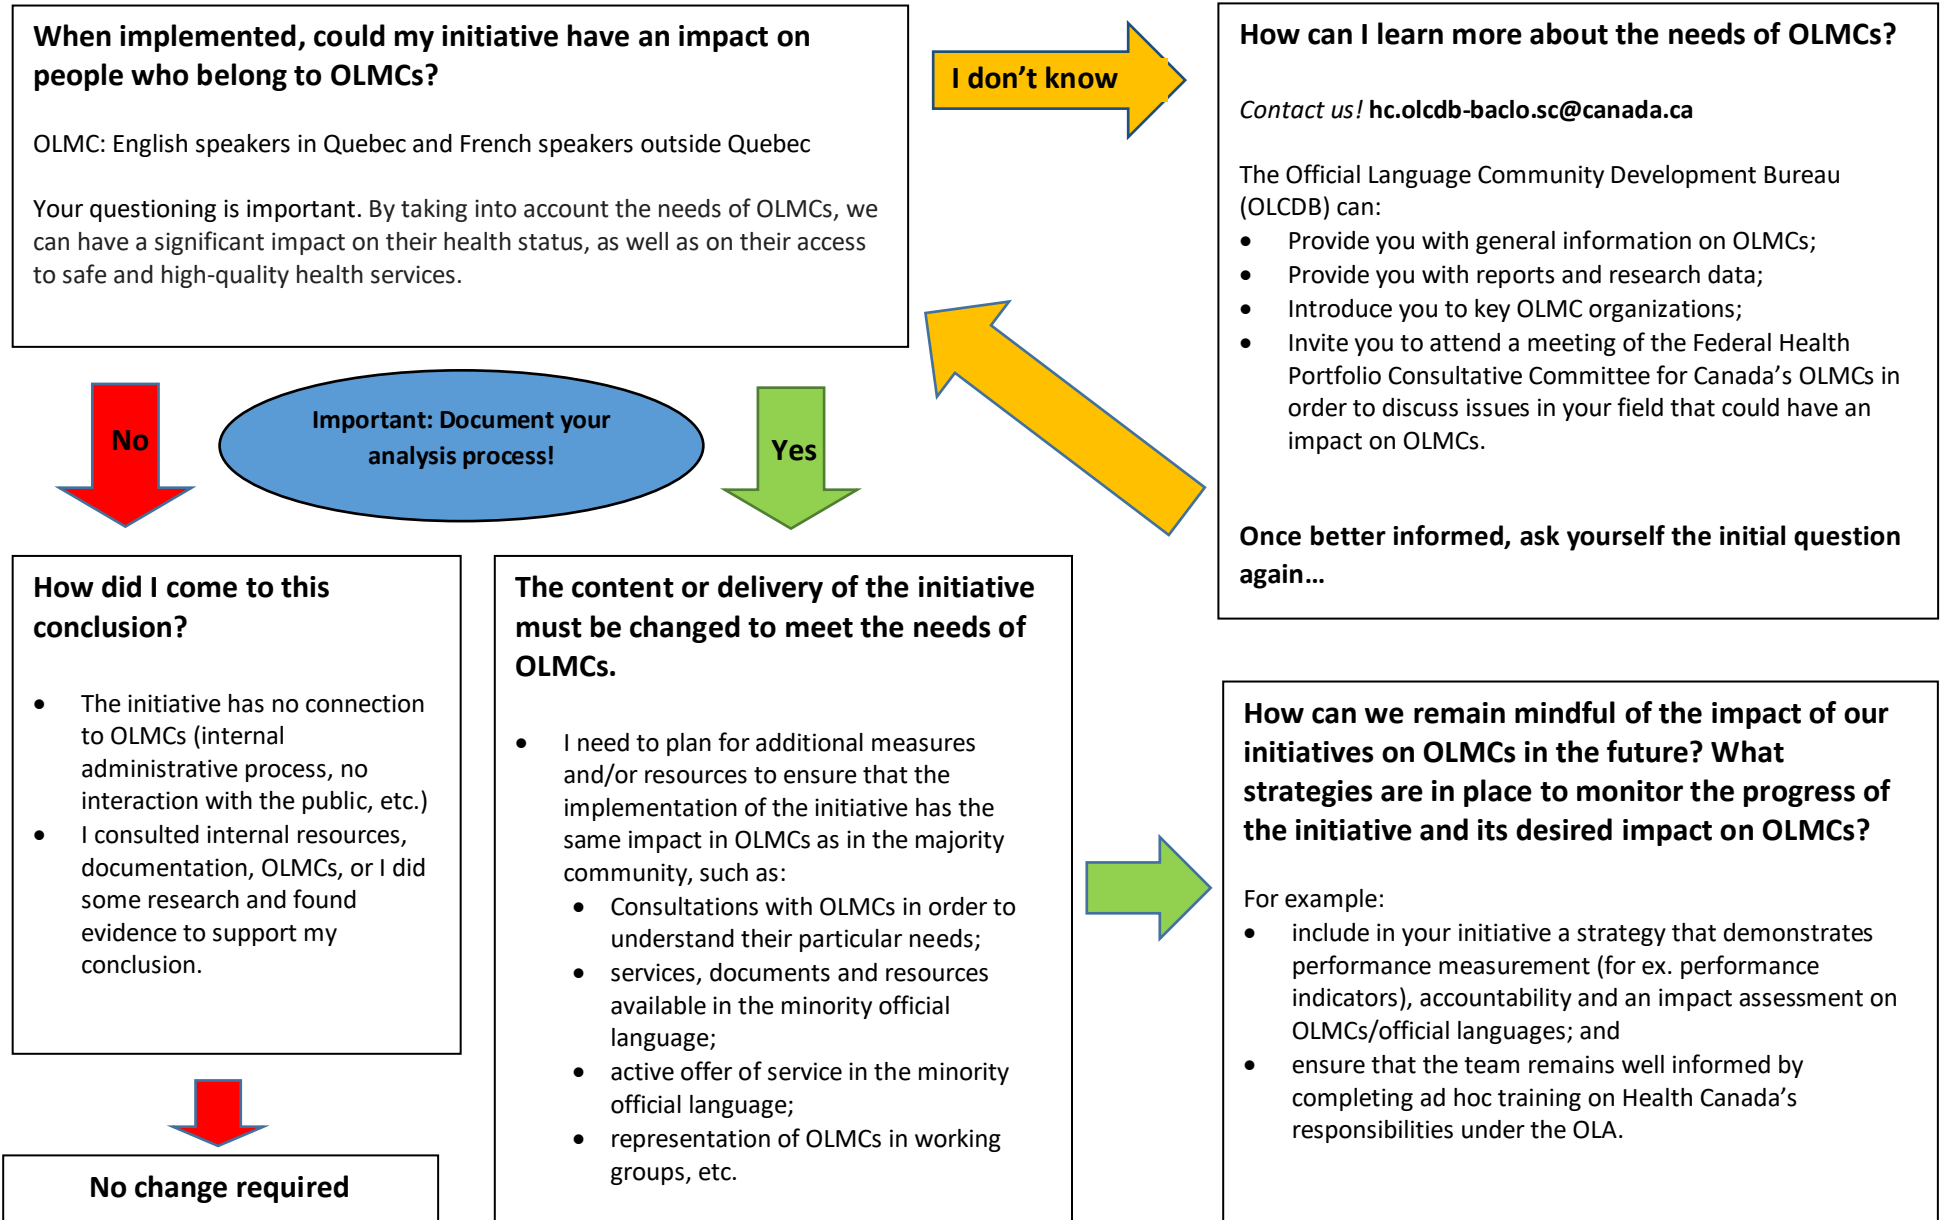 When implemented, could my initiative have an impact on
people who belong to OLMCs?
OLMC: English speakers in Quebec and French speakers outside Quebec
Your questioning is important. By taking into account the needs of OLMCs, we
can have a significant impact on their health status, as well as on their access
to safe and high-quality health services.
I don’t know
How can I learn more about the needs of OLMCs?
Contact us! hc.olcdb-baclo.sc@canada.ca
The Official Language Community Development Bureau
(OLCDB) can:
• Provide you with general information on OLMCs;
• Provide you with reports and research data;
• Introduce you to key OLMC organizations;
• Invite you to attend a meeting of the Federal Health
Portfolio Consultative Committee for Canada’s OLMCs in
order to discuss issues in your field that could have an
impact on OLMCs.
Once better informed, ask yourself the initial question
again…
No
Important: Document your
analysis process!
Yes
How did I come to this
conclusion?
• The initiative has no connection
to OLMCs (internal
administrative process, no
interaction with the public, etc.)
• I consulted internal resources,
documentation, OLMCs, or I did
some research and found
evidence to support my
conclusion.
No change required
The content or delivery of the initiative
must be changed to meet the needs of
OLMCs.
• I need to plan for additional measures
and/or resources to ensure that the
implementation of the initiative has the
same impact in OLMCs as in the majority
community, such as:
• Consultations with OLMCs in order to
understand their particular needs;
• services, documents and resources
available in the minority official
language;
• active offer of service in the minority
official language;
• representation of OLMCs in working
groups, etc.
How can we remain mindful of the impact of our
initiatives on OLMCs in the future? What
strategies are in place to monitor the progress of
the initiative and its desired impact on OLMCs?
For example:
• include in your initiative a strategy that demonstrates
performance measurement (for ex. performance
indicators), accountability and an impact assessment on
OLMCs/official languages; and
• ensure that the team remains well informed by
completing ad hoc training on Health Canada’s
responsibilities under the OLA.